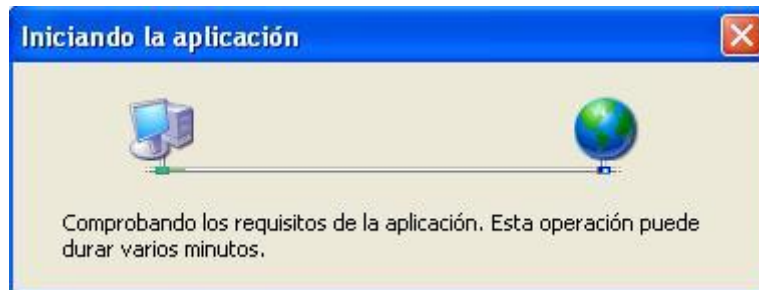 Iniciando la aplicación
Comprobando los requisitos de la aplicación. Esta operación puede
durar varios minutos.